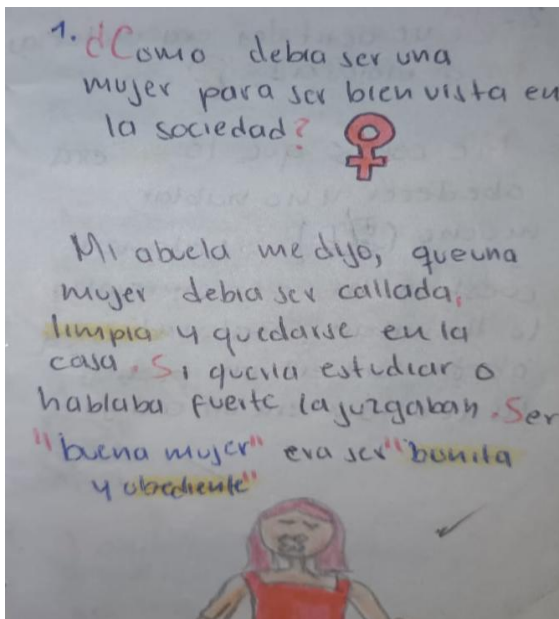 1. ¿Como debia ser una
mujer para ser bien vista en
la sociedad?
Mi abuela me dijo, que una
mujer debia ser callada,
limpia y quedarse en la
casa. Si queria estudiar o
hablaba fuerte la juzgaban. Ser
"buena mujer" era ser "bonita
y obediente"